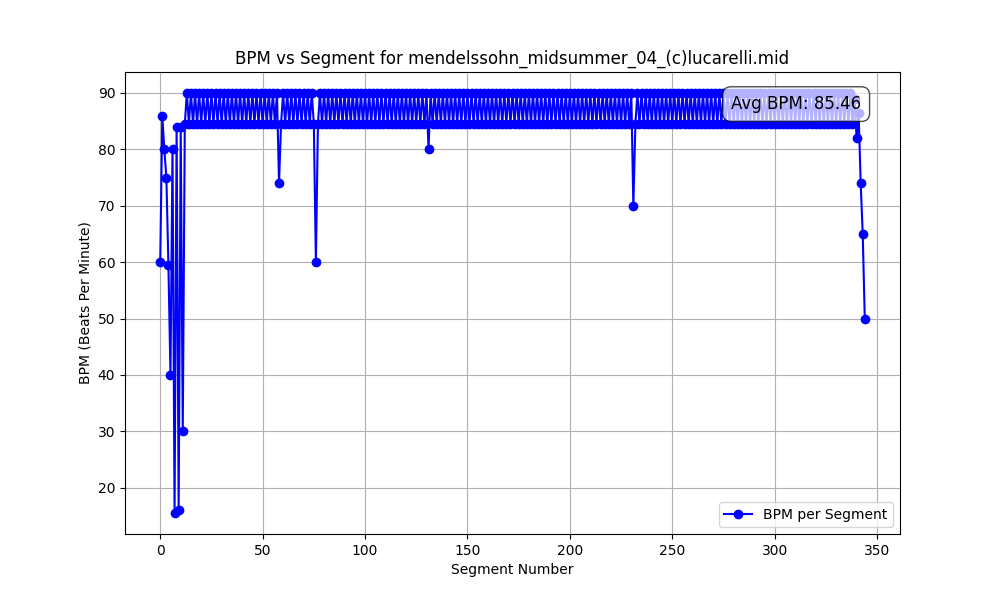 BPM vs Segment for mendelssohn_midsummer_04_(c)lucarelli.mid
90
80
70
60
50
40
30
20
BPM (Beats Per Minute)
Avg BPM: 85.46
BPM per Segment
0 50 100 150 200 250 300 350
Segment Number